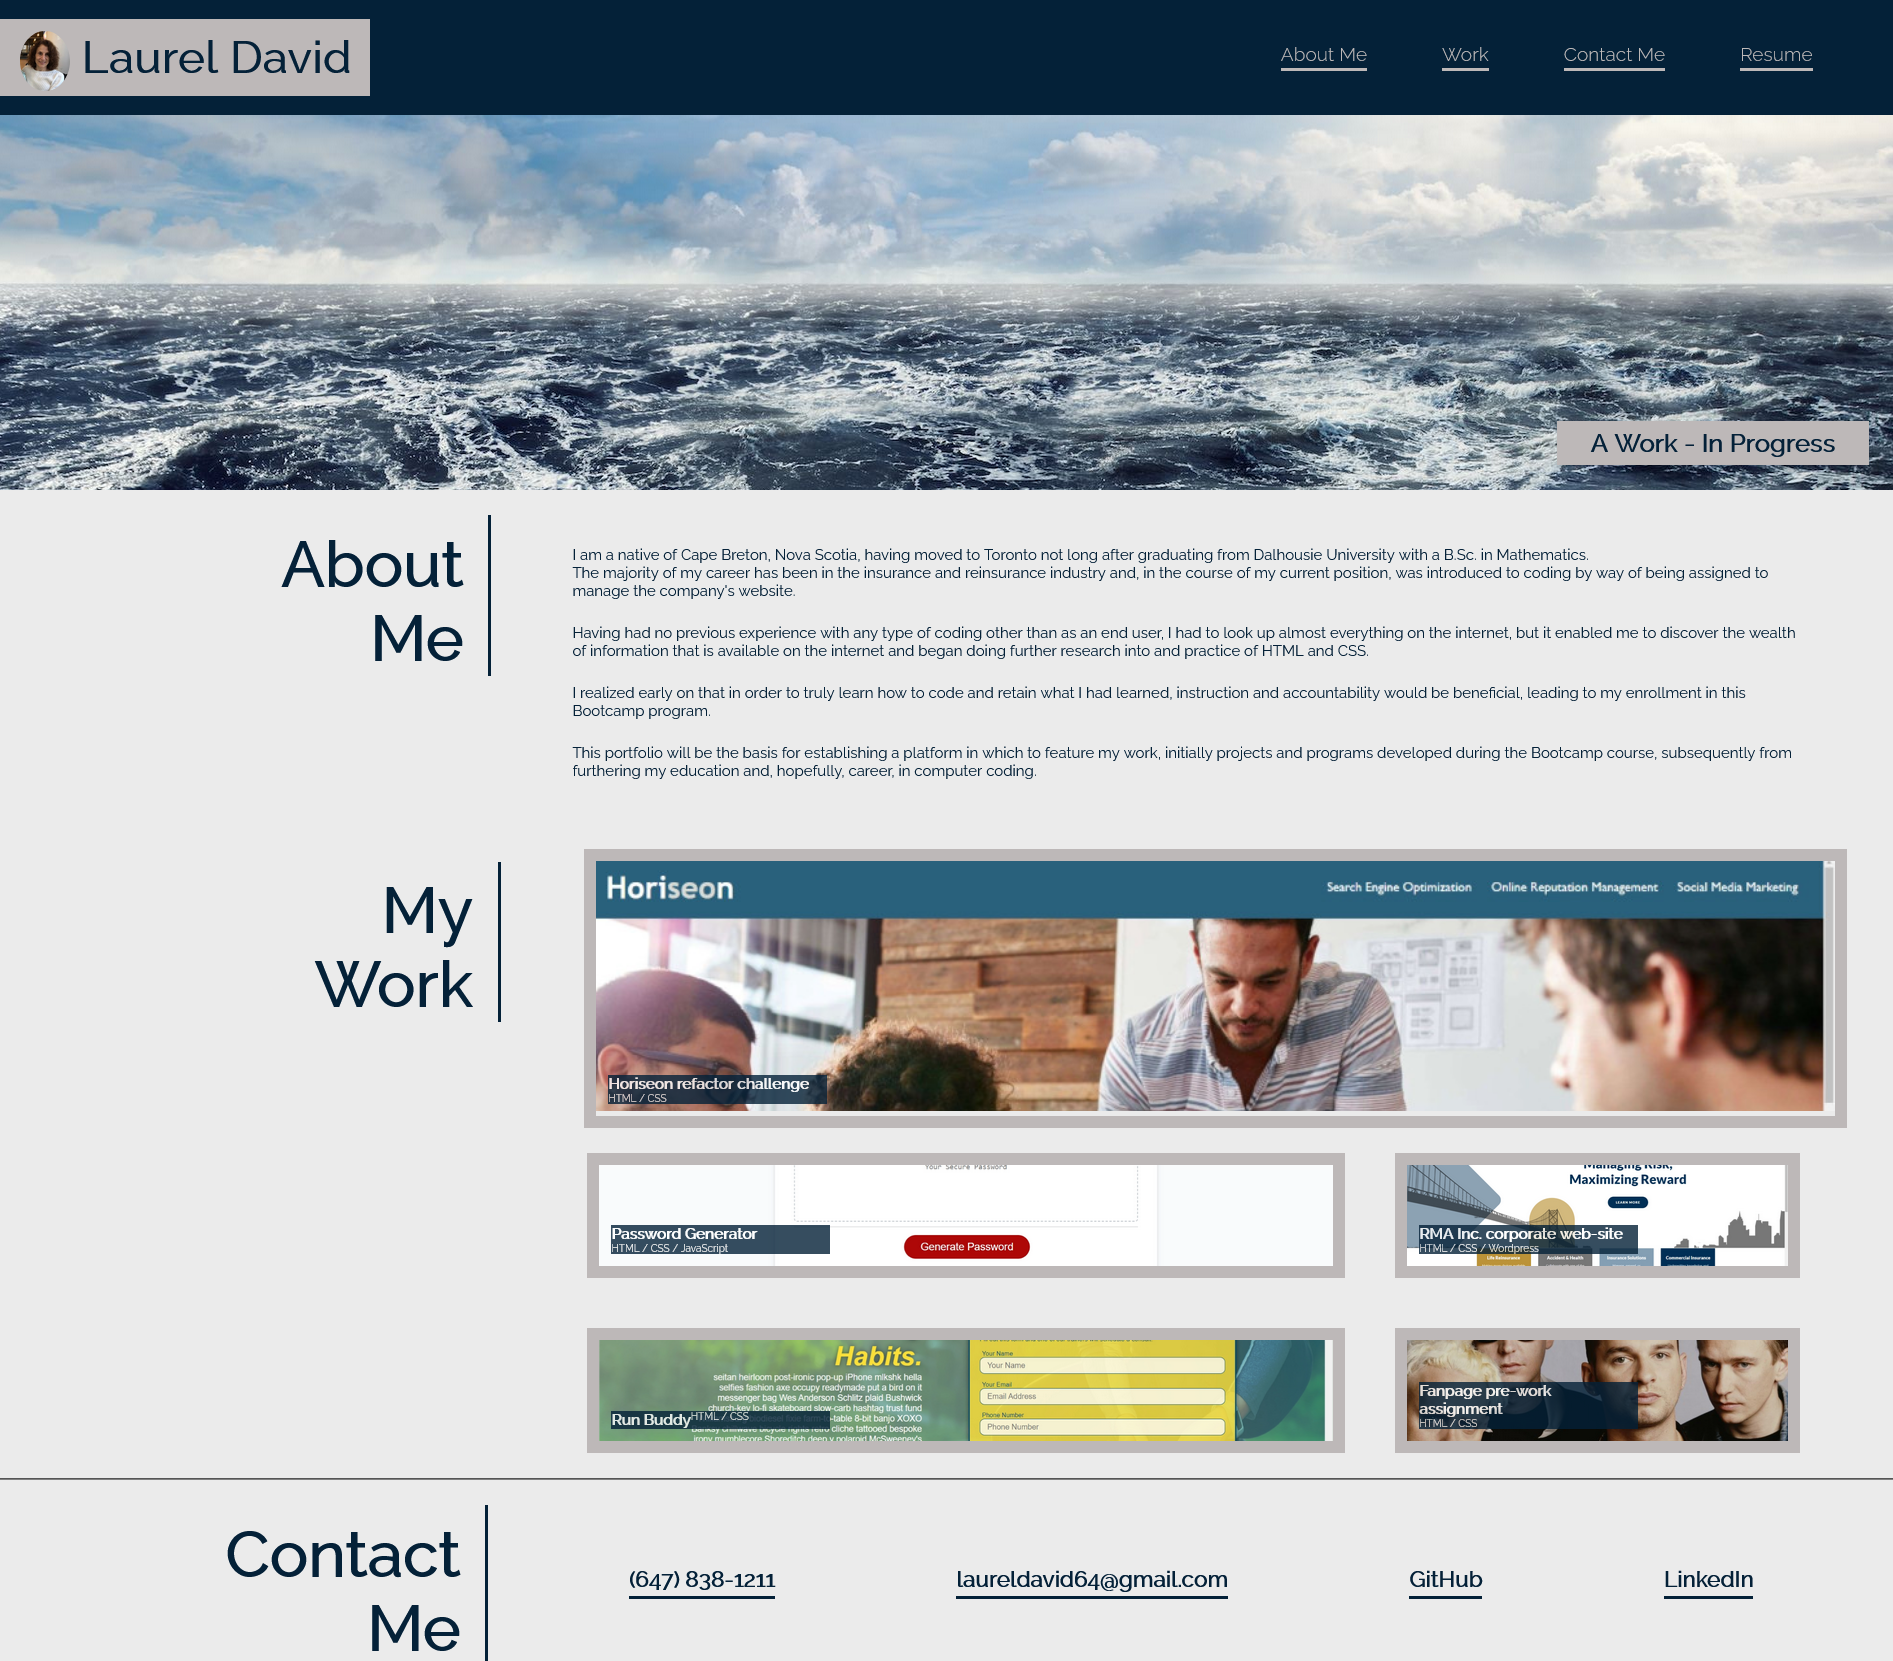 Laurel David
About Me
Work
Contact Me
Resume
A Work - In Progress
About
Me
I am a native of Cape Breton, Nova Scotia, having moved to Toronto not long after graduating from Dalhousie University with a B.Sc. in Mathematics.
The majority of my career has been in the insurance and reinsurance industry and, in the course of my current position, was introduced to coding by way of being assigned to
manage the company's website.
Having had no previous experience with any type of coding other than as an end user, I had to look up almost everything on the internet, but it enabled me to discover the wealth
of information that is available on the internet and began doing further research into and practice of HTML and CSS.
I realized early on that in order to truly learn how to code and retain what I had learned, instruction and accountability would be beneficial, leading to my enrollment in this
Bootcamp program.
This portfolio will be the basis for establishing a platform in which to feature my work, initially projects and programs developed during the Bootcamp course, subsequently from
furthering my education and, hopefully, career, in computer coding.
My
Work
Horiseon
Search Engine Optimization
Online Reputation Management
Social Media Marketing
Horiseon refactor challenge
HTML / CSS
Your Secure Password
Password Generator
HTML / CSS / JavaScript
Generate Password
Managing Risk,
Maximizing Reward
LEARN MORE
RMA Inc. corporate web-site
HTML / CSS / Wordpress
Life Reinsurance
Accident & Health
Insurance Solutions
Commercial Insurance
Habits.
seitan heirloom post-ironic pop-up iPhone mlkshk hella
selfies fashion axe occupy readymade put a bird on it
messenger bag Wes Anderson Schlitz plaid Bushwick
church-key lo-fi skateboard slow-carb hashtag trust fund
-table 8-bit banjo XOXO
Banksy chillwave bicycle rights retro cliche tattooed bespoke
irony mumblecore Shoreditch deep v polaroid McSweeney's
Run Buddy
HTML / CSS
Your Name
Your Name
Your Email
Email Address
Phone Number
Phone Number
Fanpage pre-work
assignment
HTML / CSS
Contact
Me
(647) 838-1211
laureldavid64@gmail.com
GitHub
LinkedIn